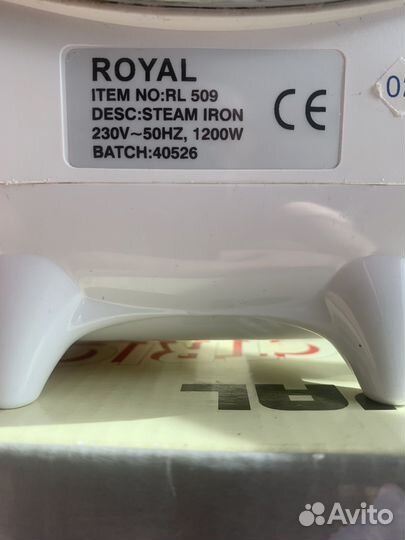 ROYAL
ITEM NO:RL 509
DESC:STEAM IRON
230V~50HZ, 1200W
BATCH:40526
CE
Avito